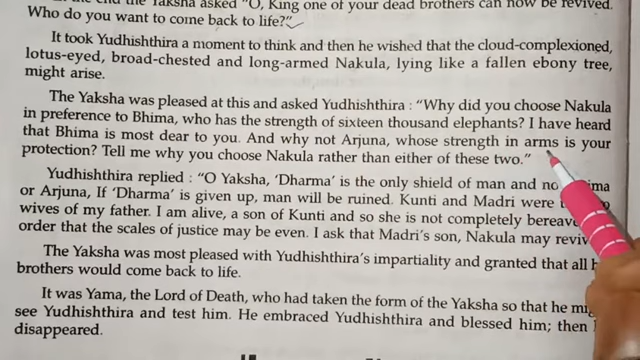 the Yaksha asked "O, King one of your dead brothers can now be revived.
Who do you want to come back to life?"
It took Yudhishthira a moment to think and then he wished that the cloud-complexioned,
lotus-eyed, broad-chested and long-armed Nakula, lying like a fallen ebony tree,
might arise.
The Yaksha was pleased at this and asked Yudhishthira : "Why did you choose Nakula
in preference to Bhima, who has the strength of sixteen thousand elephants? I have heard
that Bhima is most dear to you. And why not Arjuna, whose strength in arms is your
protection? Tell me why you choose Nakula rather than either of these two."
Yudhishthira replied : "O Yaksha, 'Dharma' is the only shield of man and no
or Arjuna, If 'Dharma' is given up, man will be ruined. Kunti and Madri were
wives of my father. I am alive, a son of Kunti and so she is not completely
order that the scales of justice may be even. I ask that Madri's son, Nakula may
The Yaksha was most pleased with Yudhishthira's impartiality and granted that all
brothers would come back to life.
It was Yama, the Lord of Death, who had taken the form of the Yaksha so that he
see Yudhishthira and test him. He embraced Yudhishthira and blessed him; then
disappeared.